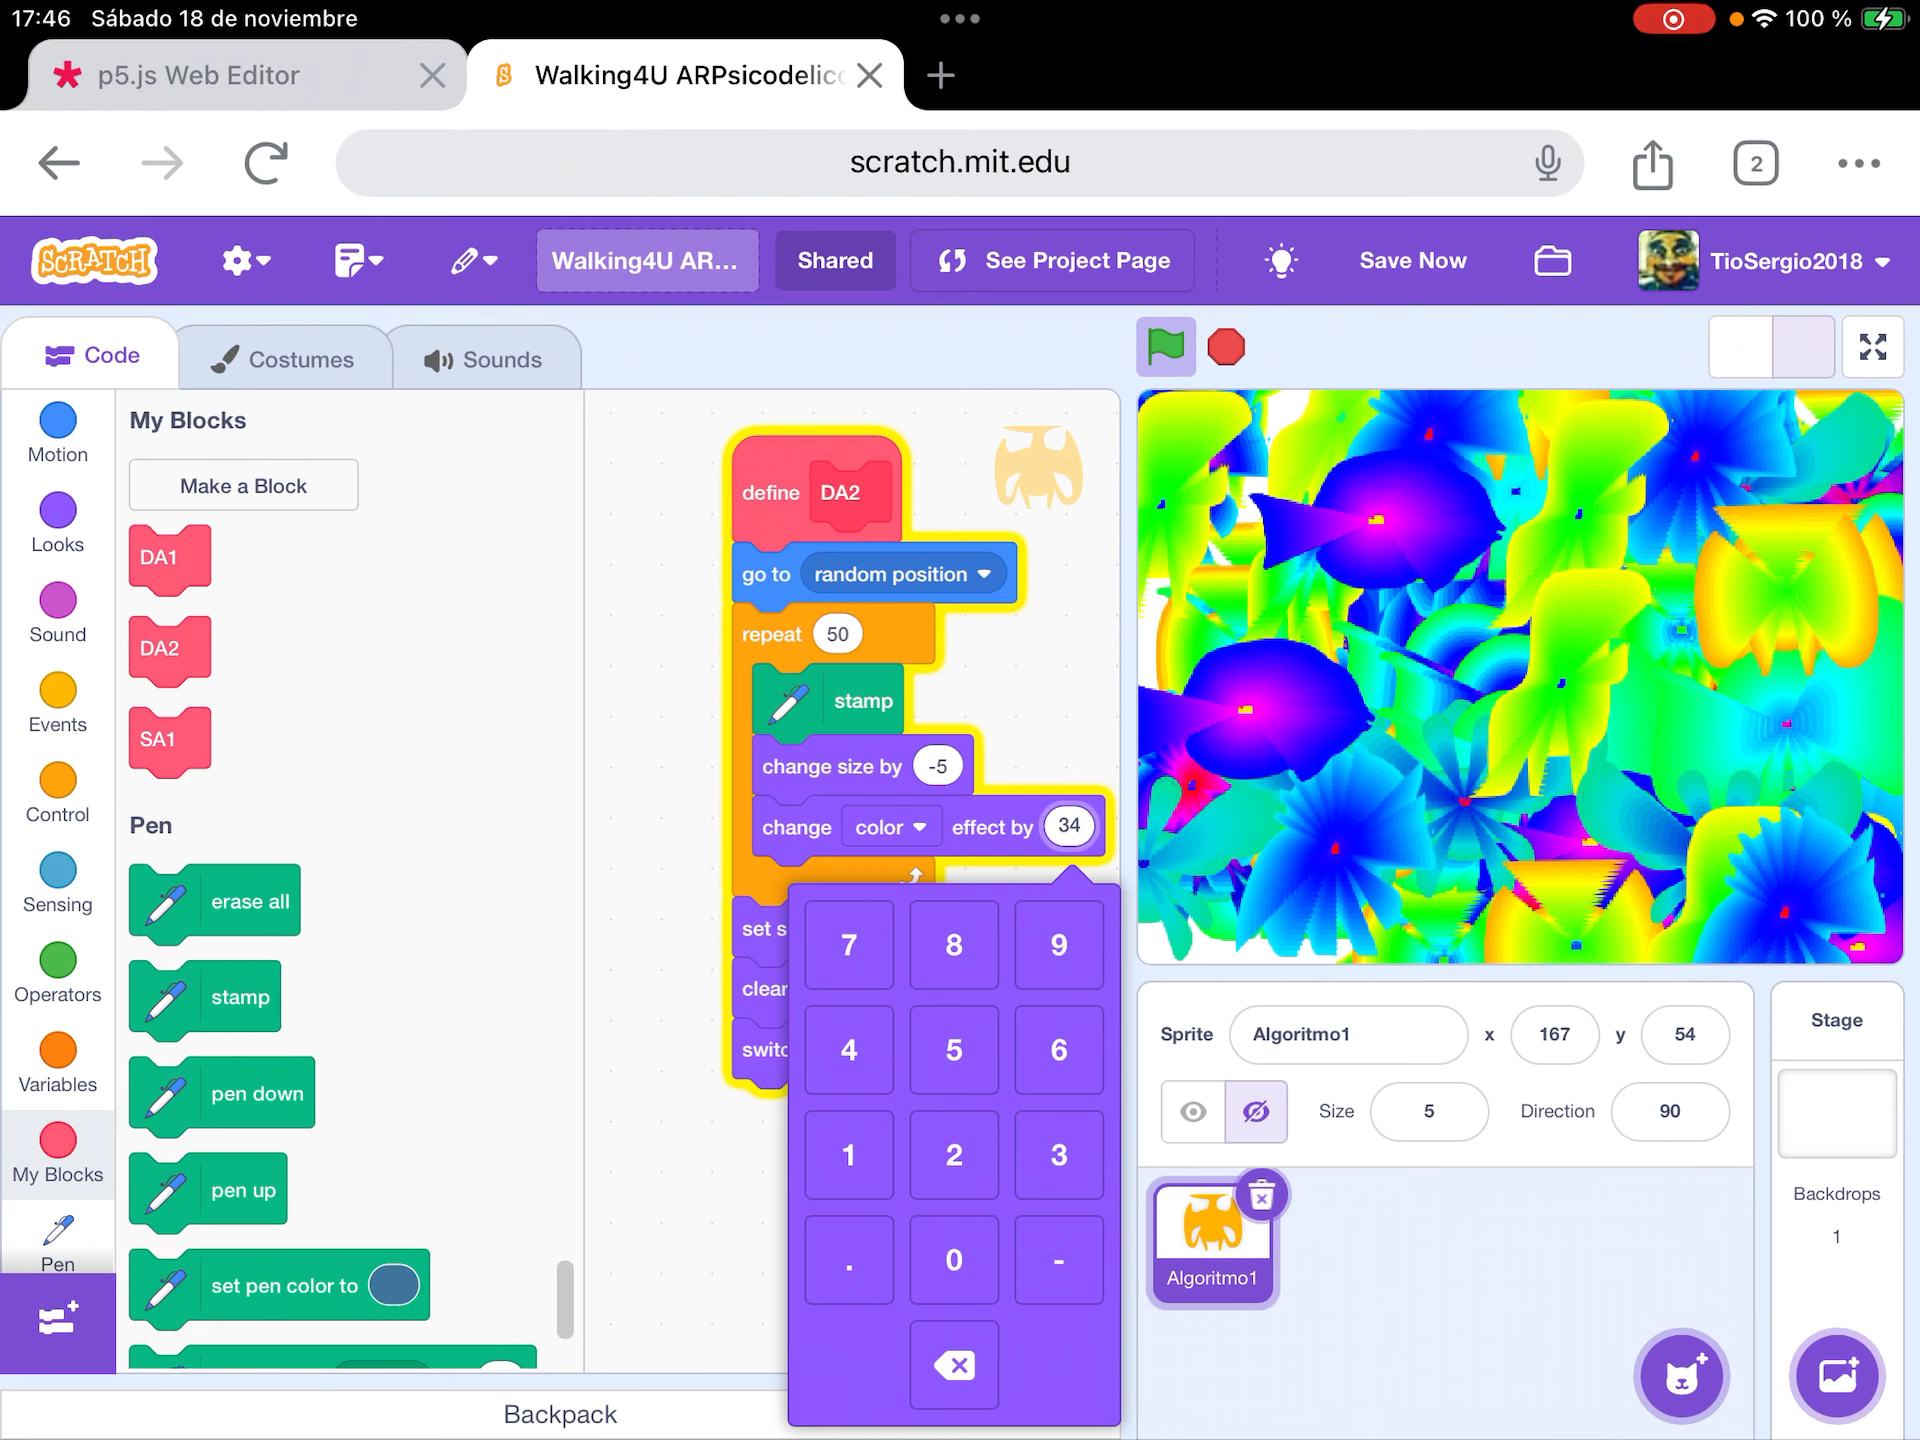 17:46 Sábado 18 de noviembre
100 %
p5.js Web Editor
Walking4U ARPsicodelic
scratch.mit.edu
2
SCRATCH
Walking4U AR...
Shared
See Project Page
Save Now
TioSergio2018
Code
Costumes
Sounds
Motion
Looks
Sound
Events
Control
Sensing
Operators
Variables
My Blocks
Pen
My Blocks
Make a Block
DA1
DA2
SA1
Pen
erase all
stamp
pen down
pen up
set pen color to
define DA2
go to random position
repeat 50
stamp
change size by -5
change color effect by 34
set s
clear
switc
7 8 9
4 5 6
1 2 3
. 0 -
Backpack
Sprite Algoritmo1 x 167 y 54
Size 5 Direction 90
Algoritmo1
Stage
Backdrops
1